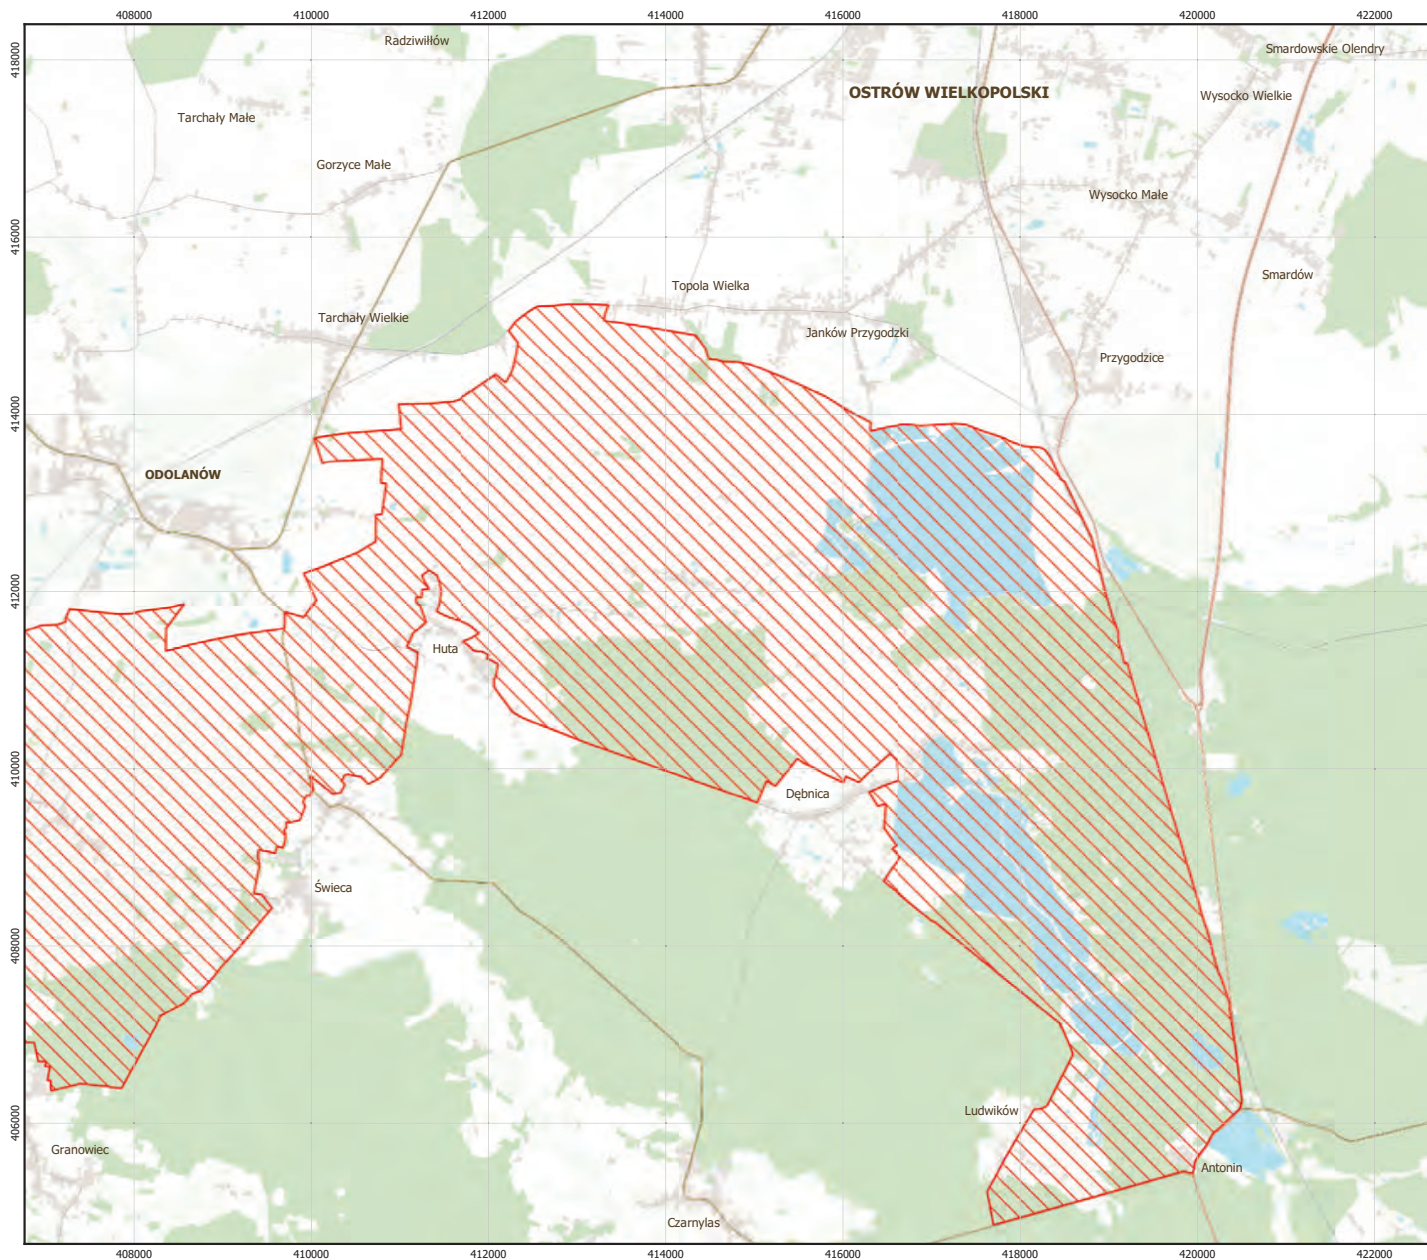 408000 410000 412000 414000 416000 418000 420000 422000
418000
Radziwiłłów
Smardowskie Olendry
OSTRÓW WIELKOPOLSKI
Wysocko Wielkie
Tarchały Małe
Gorzyce Małe
Wysocko Małe
416000
Smardów
Topola Wielka
Tarchały Wielkie
Janków Przygodzki
Przygodzice
414000
ODOLANÓW
412000
Huta
410000
Dębnica
Świeca
408000
Ludwików
406000
Granowiec
Antonin
Czarnylas
408000 410000 412000 414000 416000 418000 420000 422000